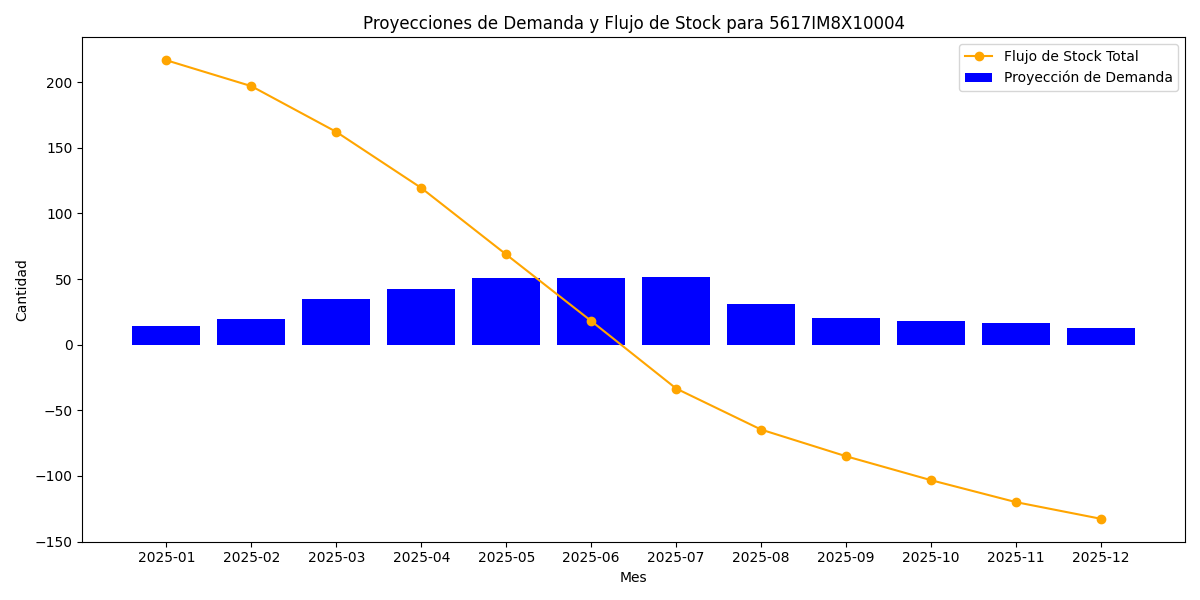 Proyecciones de Demanda y Flujo de Stock para 5617IM8X10004
Flujo de Stock Total
Proyección de Demanda
Cantidad
200
150
100
50
0
−50
−100
−150
2025-01 2025-02 2025-03 2025-04 2025-05 2025-06 2025-07 2025-08 2025-09 2025-10 2025-11 2025-12
Mes